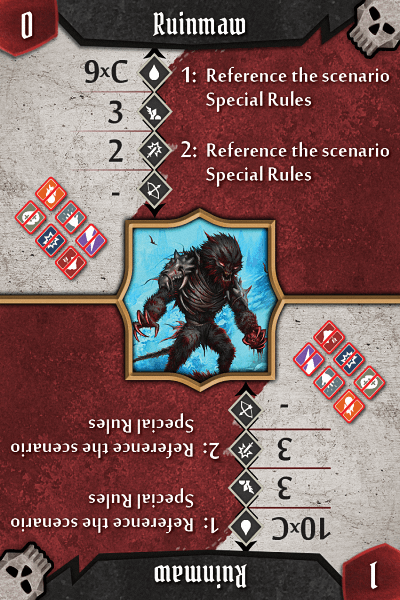 0
Ruinmaw
9xC
1: Reference the scenario
Special Rules
3
2
2: Reference the scenario
Special Rules
-
1
Ruinmaw
10xC
1: Reference the scenario
Special Rules
3
3
2: Reference the scenario
Special Rules
-